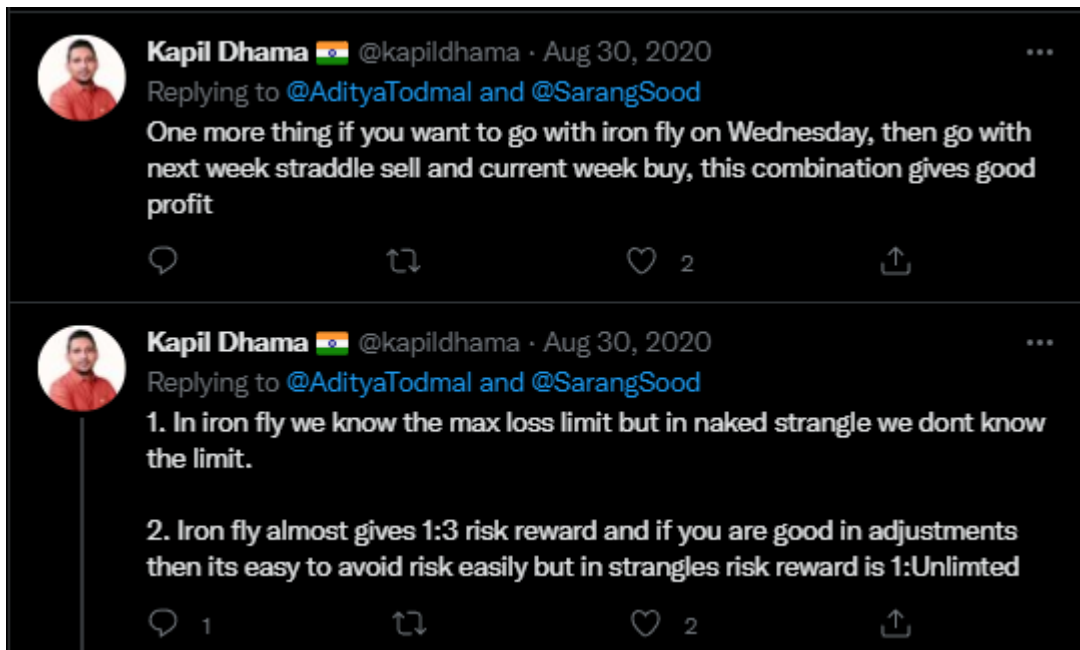 Kapil Dhama 🇮🇳 @kapildhama · Aug 30, 2020
Replying to @AdityaTodmal and @SarangSood
One more thing if you want to go with iron fly on Wednesday, then go with
next week straddle sell and current week buy, this combination gives good
profit
2
Kapil Dhama 🇮🇳 @kapildhama · Aug 30, 2020
Replying to @AdityaTodmal and @SarangSood
1. In iron fly we know the max loss limit but in naked strangle we dont know
the limit.
2. Iron fly almost gives 1:3 risk reward and if you are good in adjustments
then its easy to avoid risk easily but in strangles risk reward is 1:Unlimted
1 2